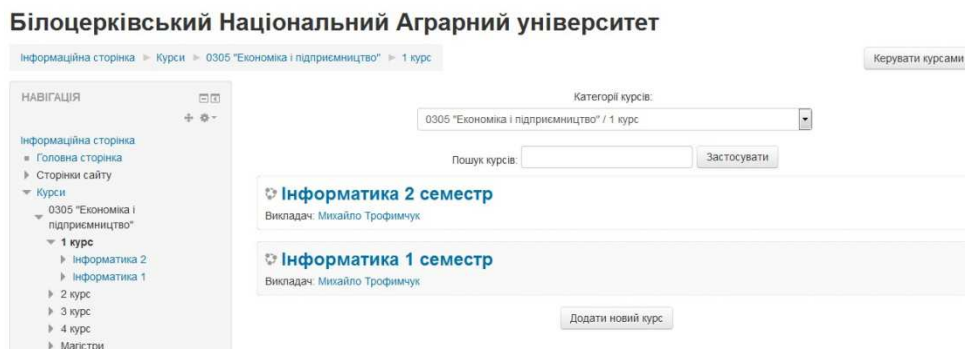 Білоцерківський Національний Аграрний університет
Інформаційна сторінка Курси 0305 "Економіка і підприємництво" 1 курс
Керувати курсами
НАВІГАЦІЯ
Інформаційна сторінка
Головна сторінка
Сторінки сайту
Курси
0305 "Економіка і
підприємництво"
1 курс
Інформатика 2
Інформатика 1
2 курс
3 курс
4 курс
Магістри
Категорії курсів:
0305 "Економіка і підприємництво" / 1 курс
Пошук курсів: Застосувати
Інформатика 2 семестр
Викладач: Михайло Трофимчук
Інформатика 1 семестр
Викладач: Михайло Трофимчук
Додати новий курс